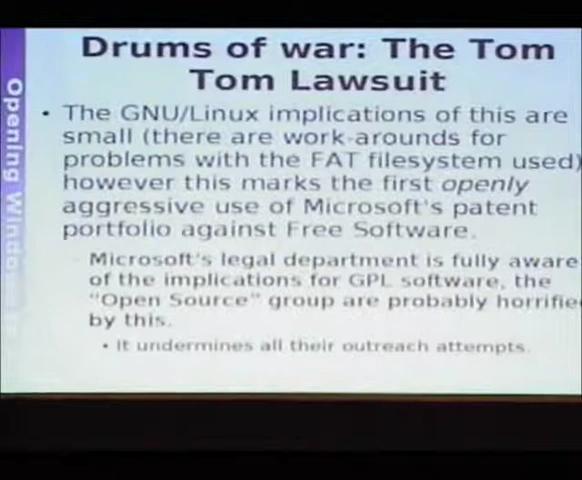 Drums of war: The Tom
Tom Lawsuit
• The GNU/Linux implications of this are
small (there are work-arounds for
problems with the FAT filesystem used)
however this marks the first openly
aggressive use of Microsoft's patent
portfolio against Free Software.
Microsoft's legal department is fully aware
of the implications for GPL software, the
"Open Source" group are probably horrifie
by this.
• It undermines all their outreach attempts.
Opening Windows